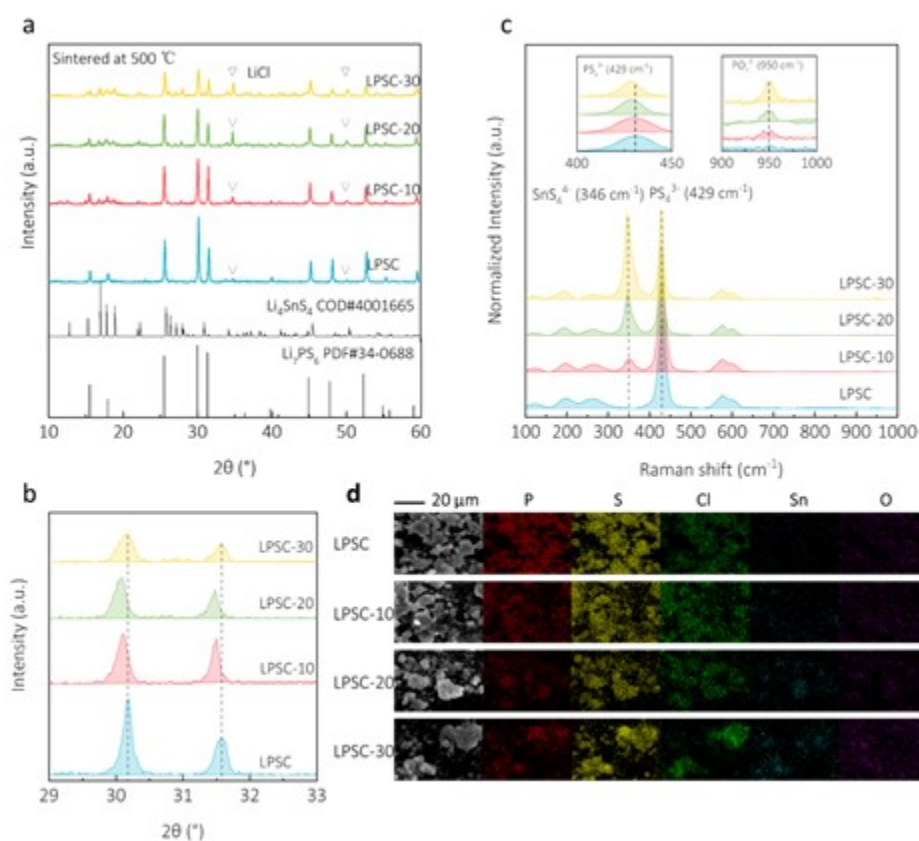 a
Sintered at 500 ℃
LiCl
LPSC-30
LPSC-20
LPSC-10
LPSC
Li₄SnS₄ COD#4001665
Li₇PS₆ PDF#34-0688
Intensity (a.u.)
10 20 30 40 50 60
2θ (°)
b
LPSC-30
LPSC-20
LPSC-10
LPSC
Intensity (a.u.)
29 30 31 32 33
2θ (°)
c
PS₄³⁻ (429 cm⁻¹)
400 450
(950 cm⁻¹)
900 950 1000
SnS₄⁴⁻ (346 cm⁻¹) PS₄³⁻ (429 cm⁻¹)
LPSC-30
LPSC-20
LPSC-10
LPSC
Normalized Intensity (a.u.)
100 200 300 400 500 600 700 800 900 1000
Raman shift (cm⁻¹)
d
20 μm P S Cl Sn O
LPSC
LPSC-10
LPSC-20
LPSC-30